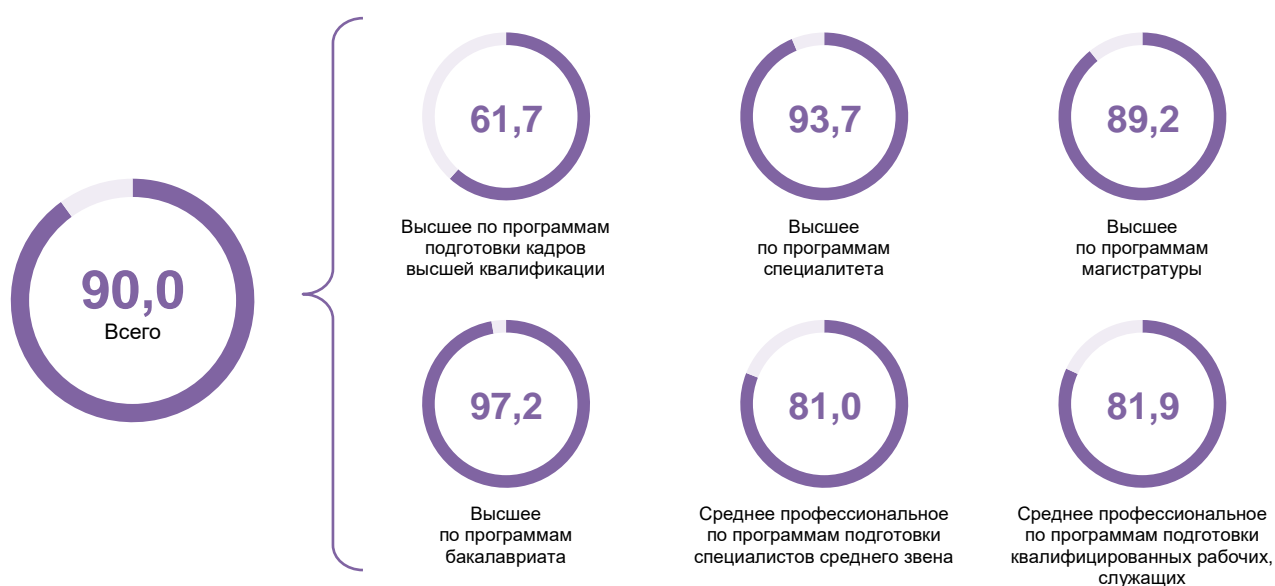 90,0
Всего
61,7
Высшее по программам
подготовки кадров
высшей квалификации
93,7
Высшее
по программам
специалитета
89,2
Высшее
по программам
магистратуры
97,2
Высшее
по программам
бакалавриата
81,0
Среднее профессиональное
по программам подготовки
специалистов среднего звена
81,9
Среднее профессиональное
по программам подготовки
квалифицированных рабочих,
служащих